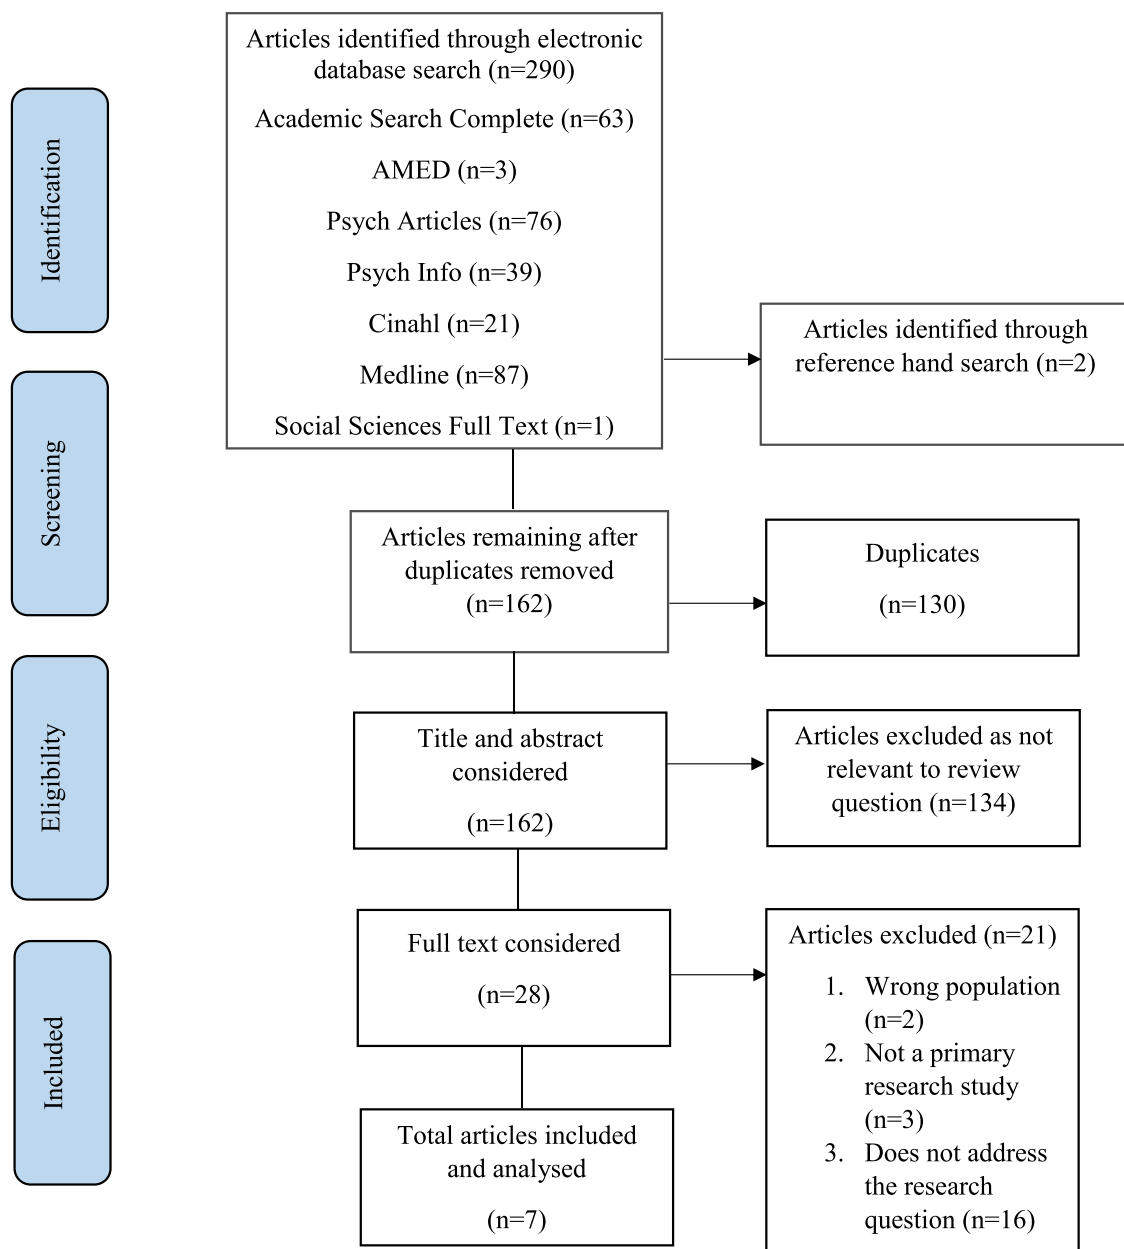 Identification
Articles identified through electronic
database search (n=290)
Academic Search Complete (n=63)
AMED (n=3)
Psych Articles (n=76)
Psych Info (n=39)
Cinahl (n=21)
Medline (n=87)
Social Sciences Full Text (n=1)
Articles identified through
reference hand search (n=2)
Screening
Articles remaining after
duplicates removed
(n=162)
Duplicates
(n=130)
Eligibility
Title and abstract
considered
(n=162)
Articles excluded as not
relevant to review
question (n=134)
Full text considered
(n=28)
Articles excluded (n=21)
1. Wrong population
(n=2)
2. Not a primary
research study
(n=3)
3. Does not address
the research
question (n=16)
Included
Total articles included
and analysed
(n=7)